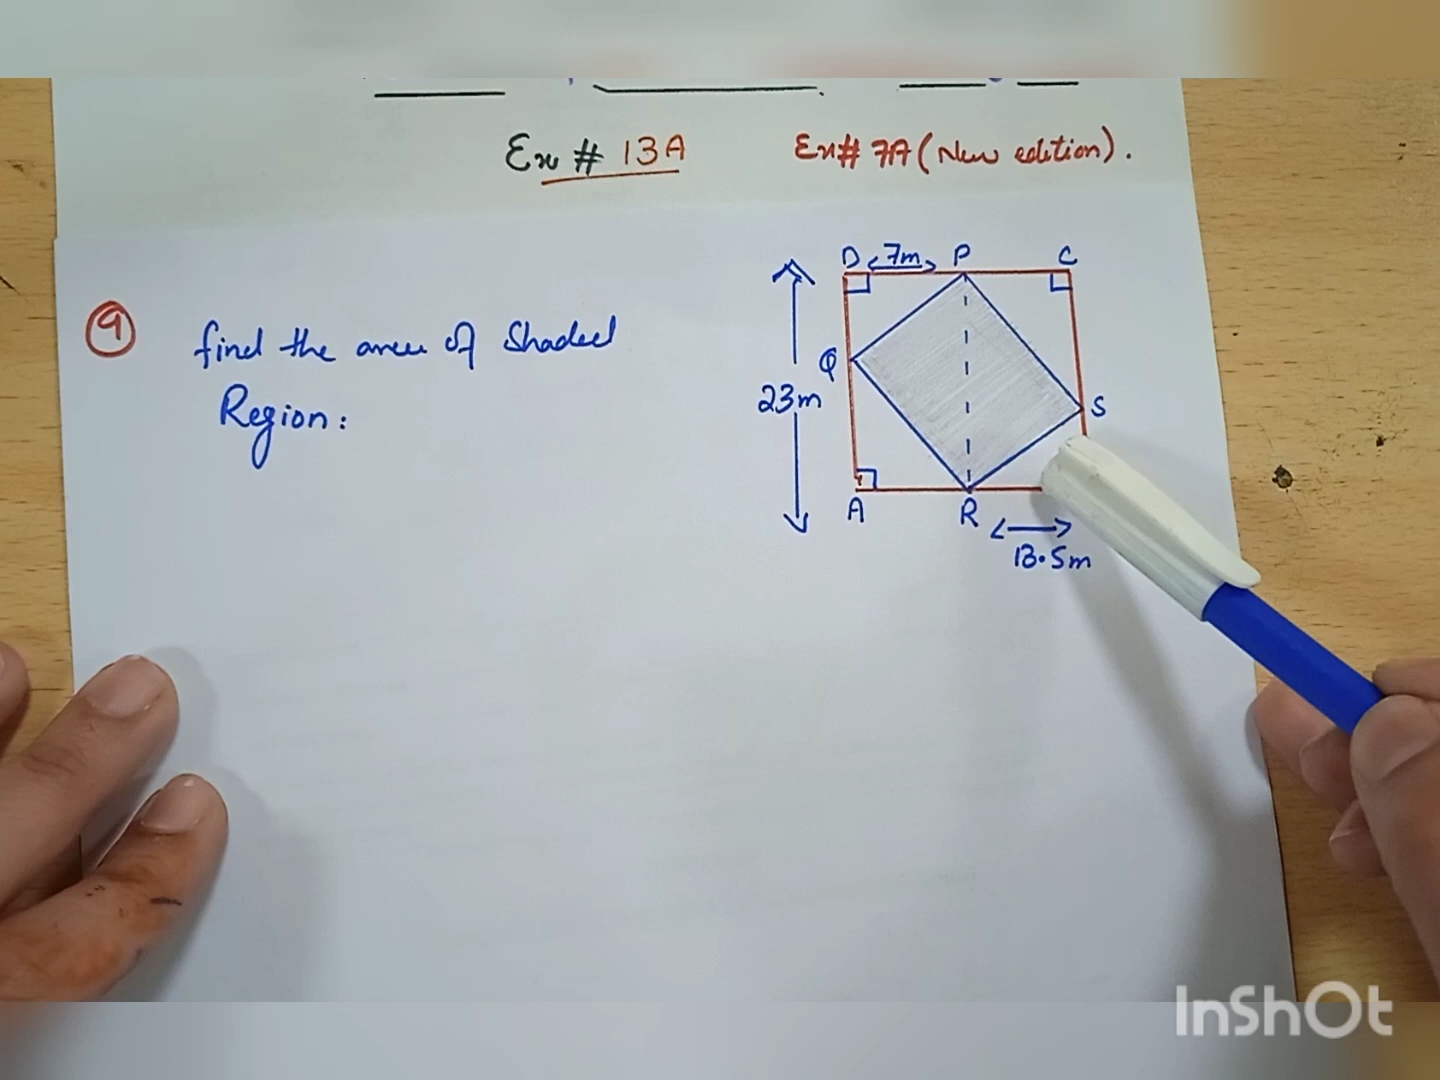 Ex # 13A
Ex# 7A (New edition).
9
find the area of Shaded
Region:
D 7m P C
Q
23m
S
A R
13.5m
InShOt